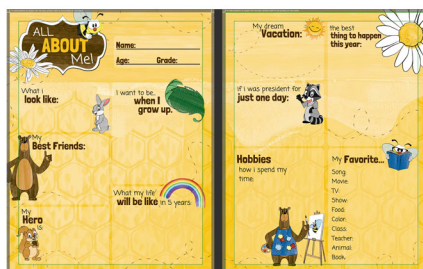 ALL
ABOUT
Me!
Name:
Age: Grade:
What i
look like:
I want to be..
when I
grow up.
My
Best Friends:
What my life
will be like in 5 years.
My
Hero
is
My dream
Vacation:
the best
thing to happen
this year:
if I was president for
just one day:
Hobbies
how i spend my
time:
My Favorite...
Song:
Movie:
TV:
Show:
Food:
Color:
Class:
Teacher:
Animal:
Book: